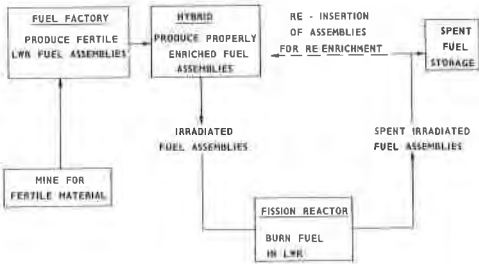 FUEL FACTORY
PRODUCE FERTILE
LWR FUEL ASSEMBLIES
HYBRID
PRODUCE PROPERLY
ENRICHED FUEL
ASSEMBLIES
RE - INSERTION
OF ASSEMBLIES
FOR RE ENRICHMENT
SPENT
FUEL
STORAGE
IRRADIATED
FUEL ASSEMBLIES
SPENT IRRADIATED
FUEL ASSEMBLIES
MINE FOR
FERTILE MATERIAL
FISSION REACTOR
BURN FUEL
IN LWR